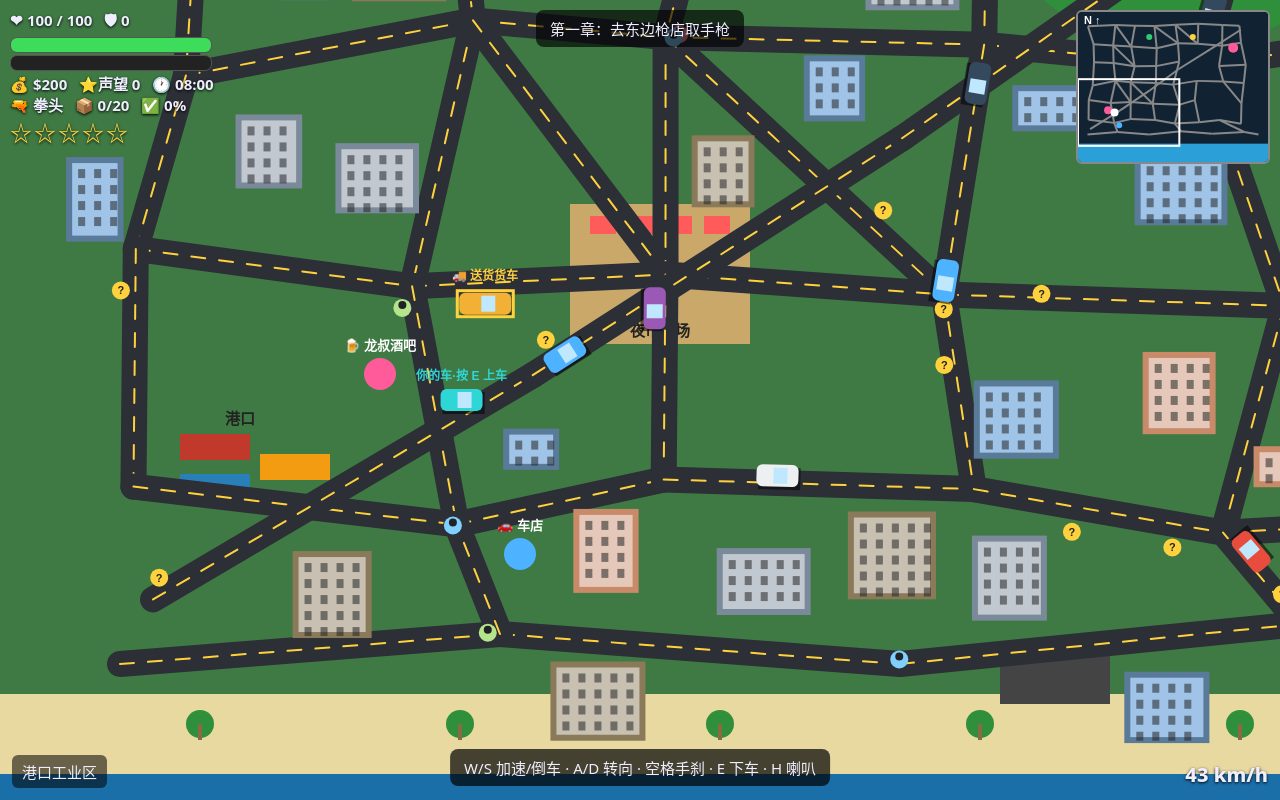 ❤ 100 / 100 🛡 0
💰 $200 ⭐声望 0 🕐 08:00
🔫 拳头 📦 0/20 ✅ 0%
☆☆☆☆☆
第一章：去东边枪店取手枪
N ↑
?
?
🚚 送货货车
?
?
?
?
🍺 龙叔酒吧
?
你的车·按 E 上车
港口
🚗 车店
?
?
?
港口工业区
W/S 加速/倒车 · A/D 转向 · 空格手刹 · E 下车 · H 喇叭
43 km/h